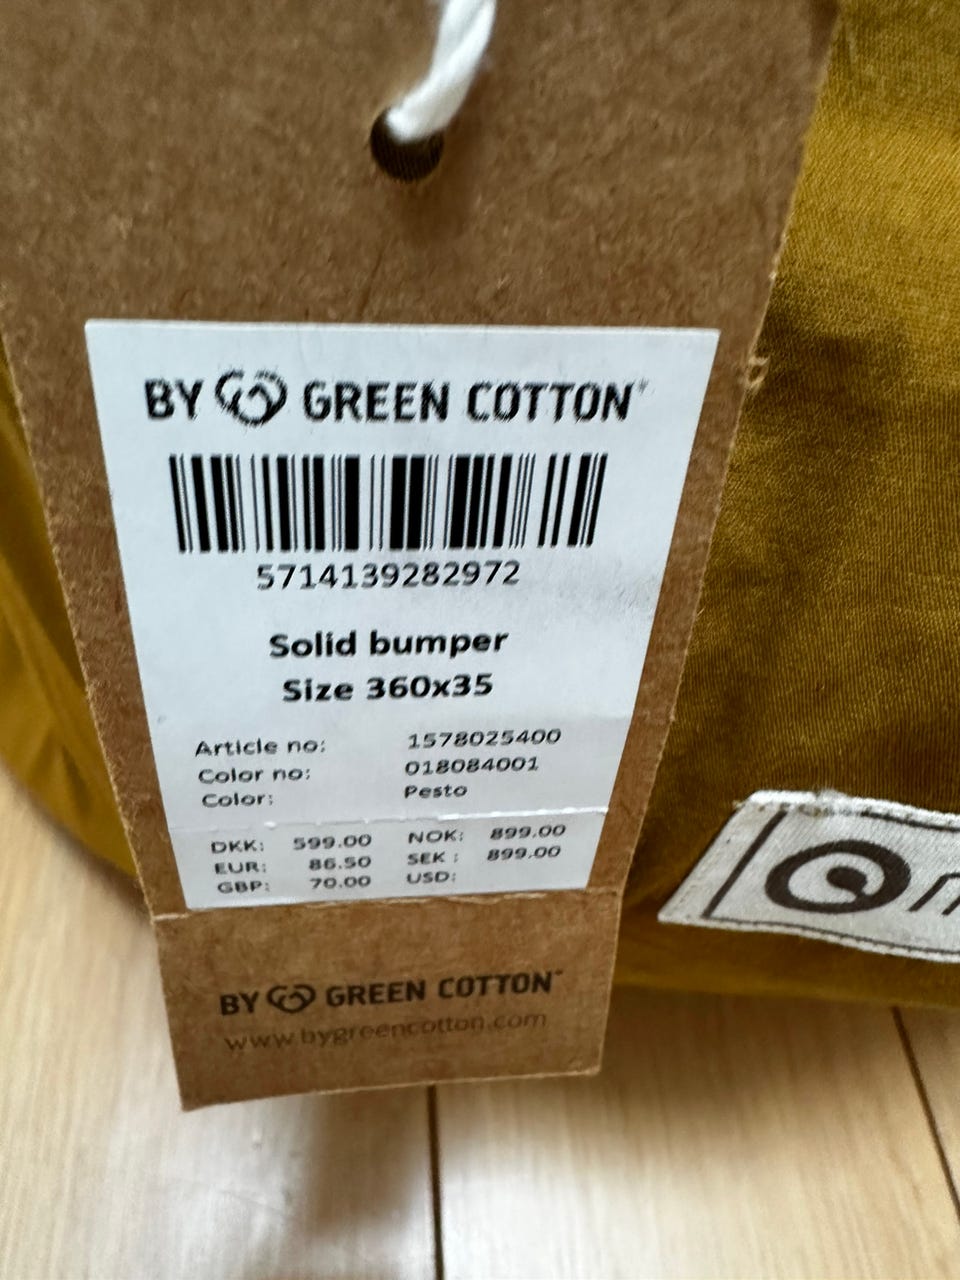 BY GREEN COTTON
5714139282972
Solid bumper
Size 360x35
Article no: 1578025400
Color no: 018084001
Color: Pesto
DKK: 599.00 NOK: 899.00
EUR: 86.50 SEK : 899.00
GBP: 70.00 USD:
BY GREEN COTTON
www.bygreencotton.com